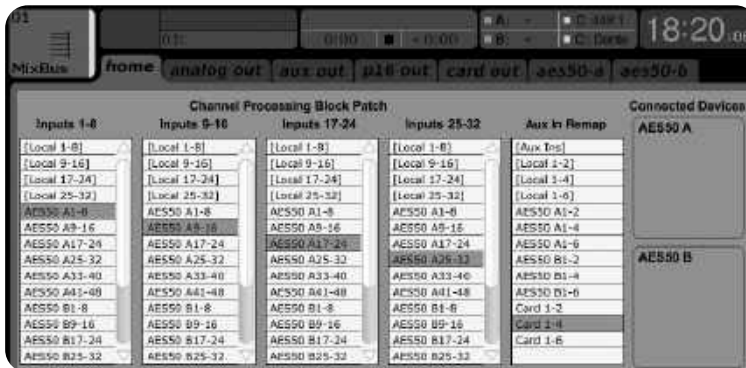 01
0:00 - 0:00
A: -
B: -
18:20
MixBus
home analog out aux out p16 out card out aes50-a aes50-b
Channel Processing Block Patch
Connected Devices
Inputs 1-8 Inputs 9-16 Inputs 17-24 Inputs 25-32 Aux In Remap
AES50 A
[Local 1-8] [Local 1-8] [Local 1-8] [Local 1-8] [Aux Ins]
[Local 9-16] [Local 9-16] [Local 9-16] [Local 9-16] [Local 1-2]
[Local 17-24] [Local 17-24] [Local 17-24] [Local 17-24] [Local 1-4]
[Local 25-32] [Local 25-32] [Local 25-32] [Local 25-32] [Local 1-6]
AES50 A1-8 AES50 A1-8 AES50 A1-8 AES50 A1-8 AES50 A1-2
AES50 A9-16 AES50 A9-16 AES50 A9-16 AES50 A9-16 AES50 A1-4
AES50 A17-24 AES50 A17-24 AES50 A17-24 AES50 A17-24 AES50 A1-6
AES50 A25-32 AES50 A25-32 AES50 A25-32 AES50 A25-32 AES50 B1-2
AES50 B
AES50 A33-40 AES50 A33-40 AES50 A33-40 AES50 A33-40 AES50 B1-4
AES50 A41-48 AES50 A41-48 AES50 A41-48 AES50 A41-48 AES50 B1-6
AES50 B1-8 AES50 B1-8 AES50 B1-8 AES50 B1-8 Card 1-2
AES50 B9-16 AES50 B9-16 AES50 B9-16 AES50 B9-16 Card 1-4
AES50 B17-24 AES50 B17-24 AES50 B17-24 AES50 B17-24 Card 1-6
AES50 B25-32 AES50 B25-32 AES50 B25-32 AES50 B25-32